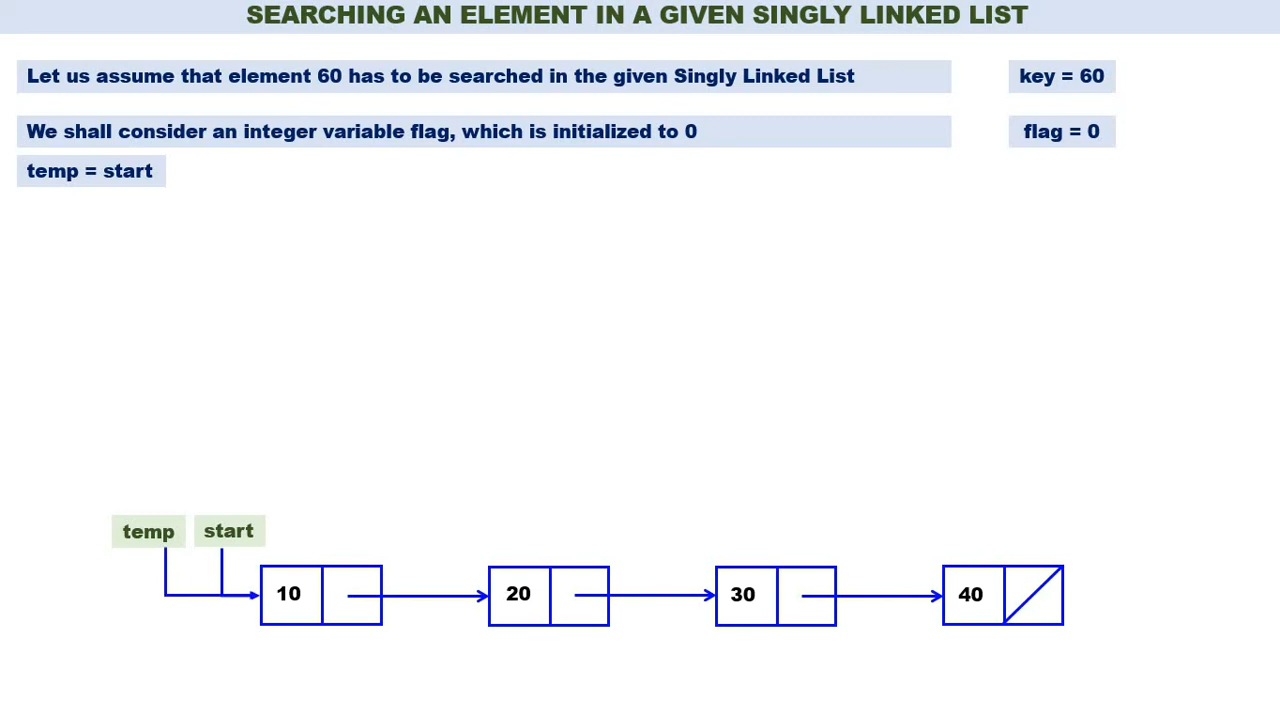 SEARCHING AN ELEMENT IN A GIVEN SINGLY LINKED LIST
Let us assume that element 60 has to be searched in the given Singly Linked List
key = 60
We shall consider an integer variable flag, which is initialized to 0
flag = 0
temp = start
temp
start
10
20
30
40